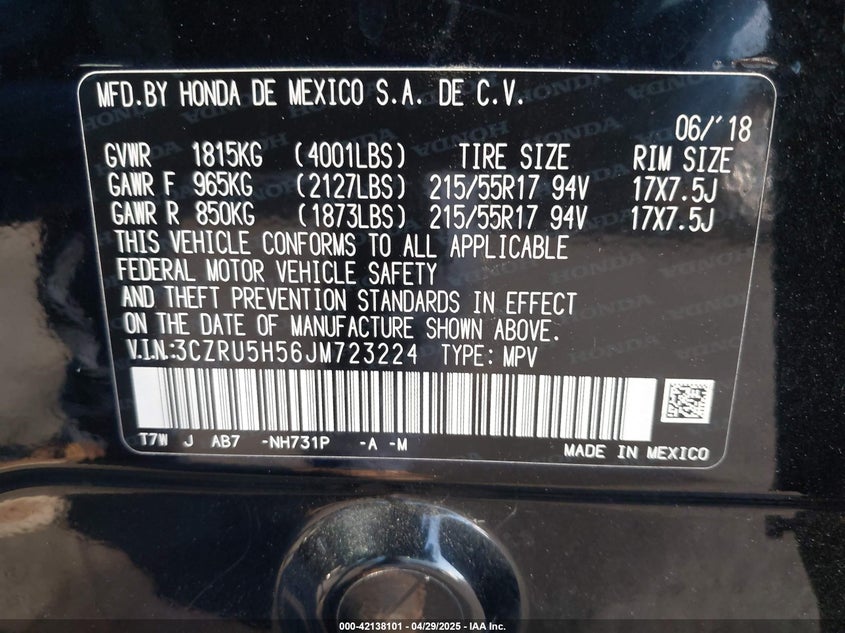 MFD.BY HONDA DE MEXICO S.A. DE C.V.
06/'18
GVWR 1815KG (4001LBS) TIRE SIZE RIM SIZE
GAWR F 965KG (2127LBS) 215/55R17 94V 17X7.5J
GAWR R 850KG (1873LBS) 215/55R17 94V 17X7.5J
THIS VEHICLE CONFORMS TO ALL APPLICABLE
FEDERAL MOTOR VEHICLE SAFETY
AND THEFT PREVENTION STANDARDS IN EFFECT
ON THE DATE OF MANUFACTURE SHOWN ABOVE.
V.I.N:3CZRU5H56JM723224 TYPE: MPV
T7W J AB7 -NH731P -A -M
MADE IN MEXICO
000-42138101 - 04/29/2025 - IAA Inc.